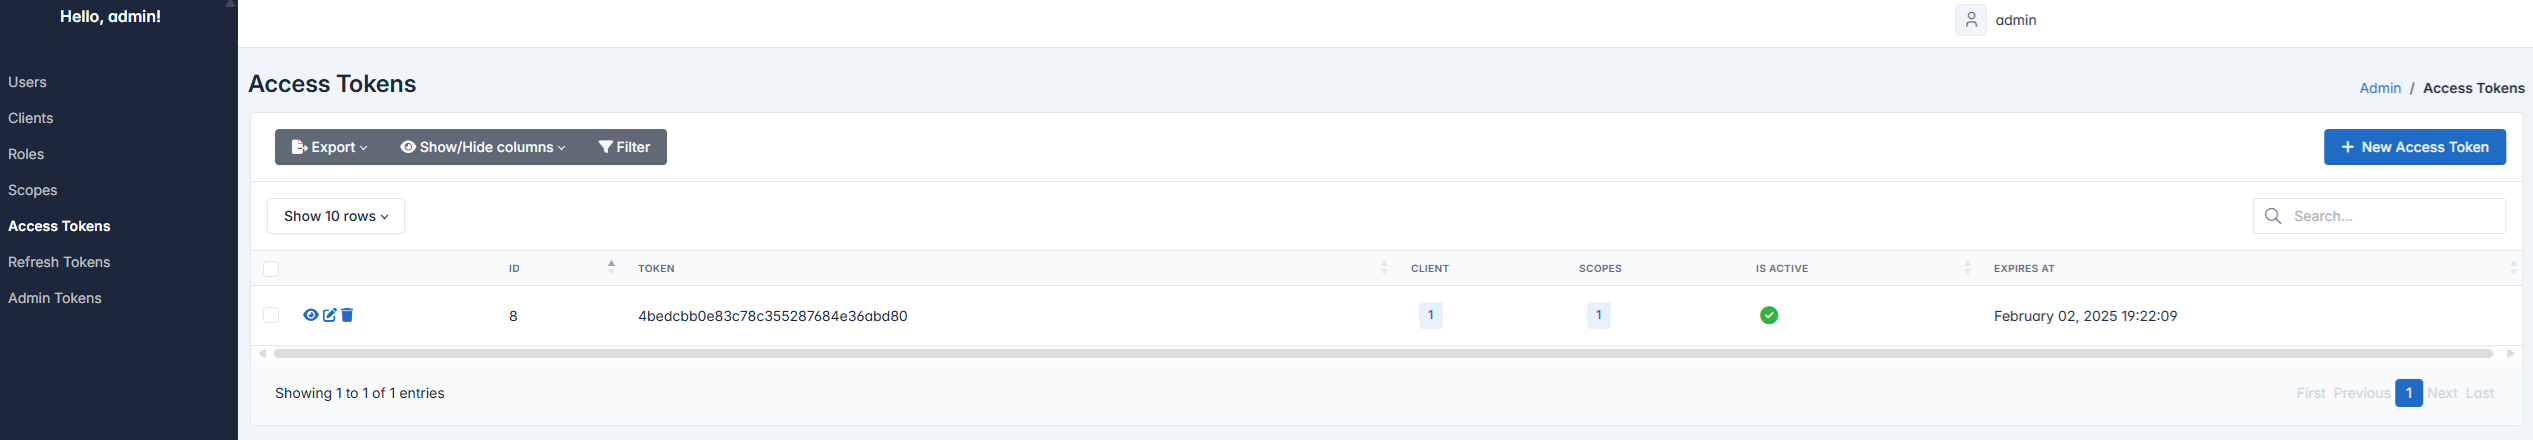 Hello, admin!
admin
Users
Clients
Roles
Scopes
Access Tokens
Refresh Tokens
Admin Tokens
Access Tokens
Admin / Access Tokens
Export Show/Hide columns Filter
+ New Access Token
Show 10 rows
Search...
ID TOKEN CLIENT SCOPES IS ACTIVE EXPIRES AT
8 4bedcbb0e83c78c355287684e36abd80 1 1 February 02, 2025 19:22:09
Showing 1 to 1 of 1 entries
First Previous 1 Next Last